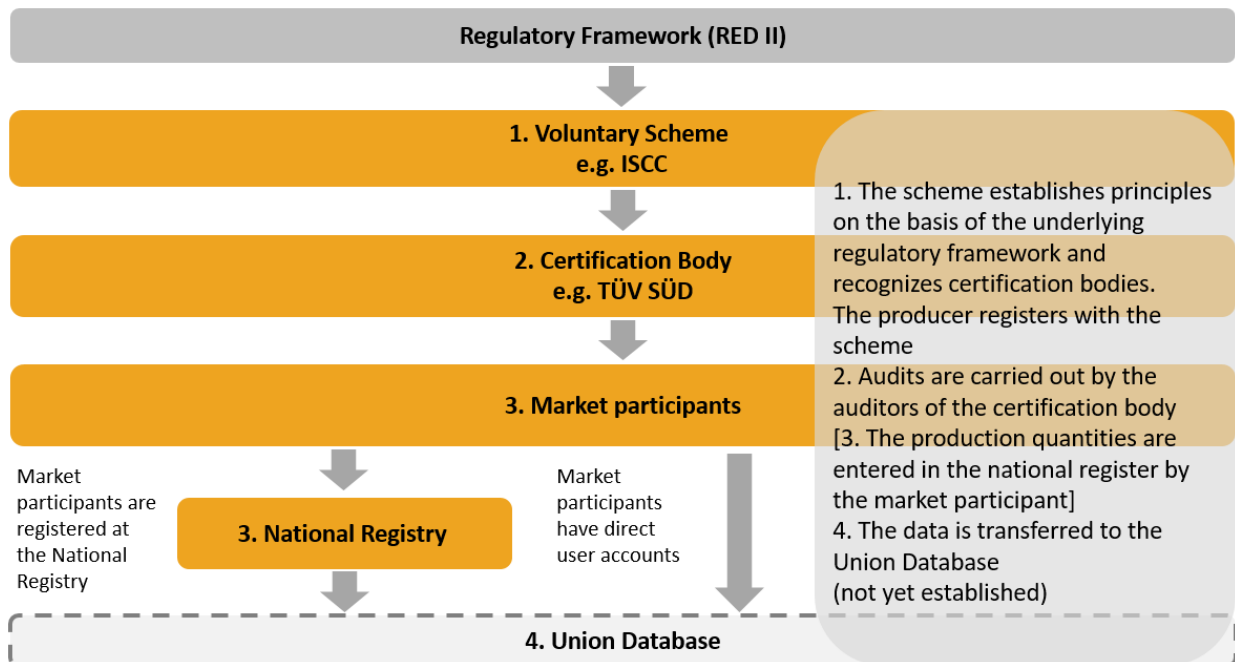 Regulatory Framework (RED II)
1. Voluntary Scheme
e.g. ISCC
2. Certification Body
e.g. TÜV SÜD
3. Market participants
Market
participants are
registered at
the National
Registry
3. National Registry
Market
participants
have direct
user accounts
4. Union Database
1. The scheme establishes principles
on the basis of the underlying
regulatory framework and
recognizes certification bodies.
The producer registers with the
scheme
2. Audits are carried out by the
auditors of the certification body
[3. The production quantities are
entered in the national register by
the market participant]
4. The data is transferred to the
Union Database
(not yet established)